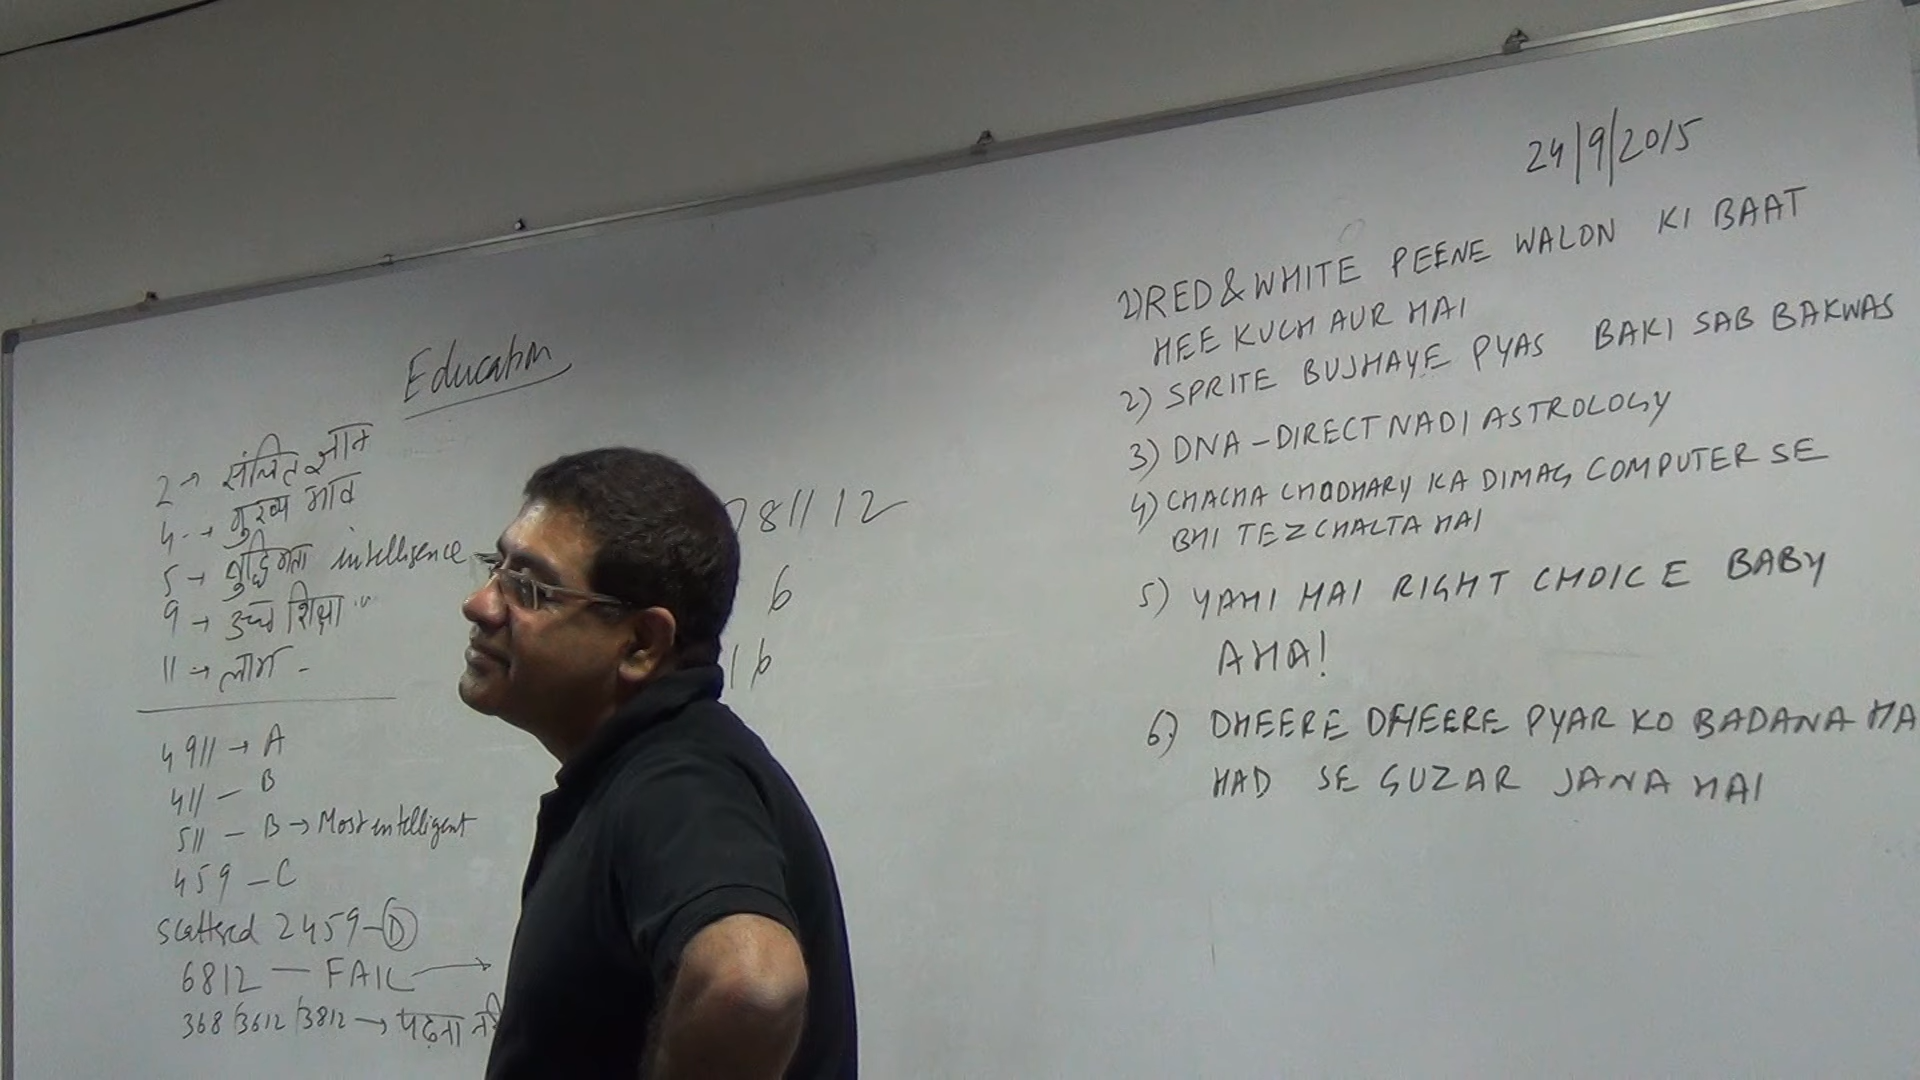 Education
2 → संचित ज्ञान
4 → मुख्य भाव
5 → बुद्धिमता intelligence
9 → उच्च शिक्षा "
11 → लाभ -
4911 → A
411 - B
511 - B → Most intelligent
459 - C
Scattered 2459 - D
6812 — FAIL →
368/3612/3812 → पढ़ता
81112
6
16
24/9/2015
1) RED & WHITE PEENE WALON KI BAAT
HEE KUCH AUR HAI
2) SPRITE BUJHAYE PYAS BAKI SAB BAKWAS
3) DNA - DIRECT NADI ASTROLOGY
4) CHACHA CHODHARY KA DIMAG COMPUTER SE
BHI TEZ CHALTA HAI
5) YAHI HAI RIGHT CHOICE BABY
AHA!
6) DHEERE DHEERE PYAR KO BADANA HA
HAD SE GUZAR JANA HAI